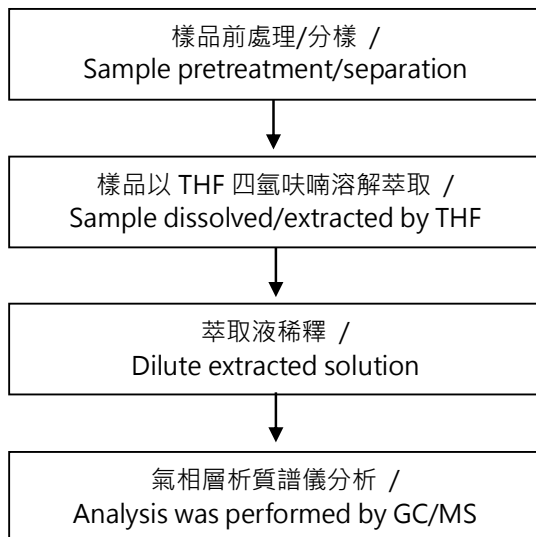 樣品前處理/分樣 /
Sample pretreatment/separation
樣品以 THF 四氫呋喃溶解萃取 /
Sample dissolved/extracted by THF
萃取液稀釋 /
Dilute extracted solution
氣相層析質譜儀分析 /
Analysis was performed by GC/MS